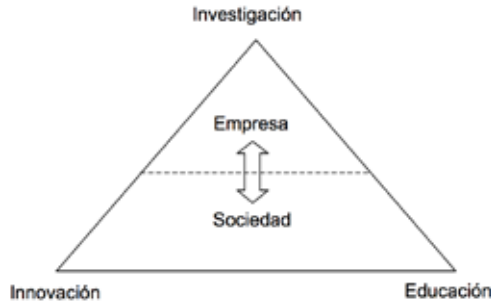 Investigación
Empresa
Sociedad
Innovación
Educación